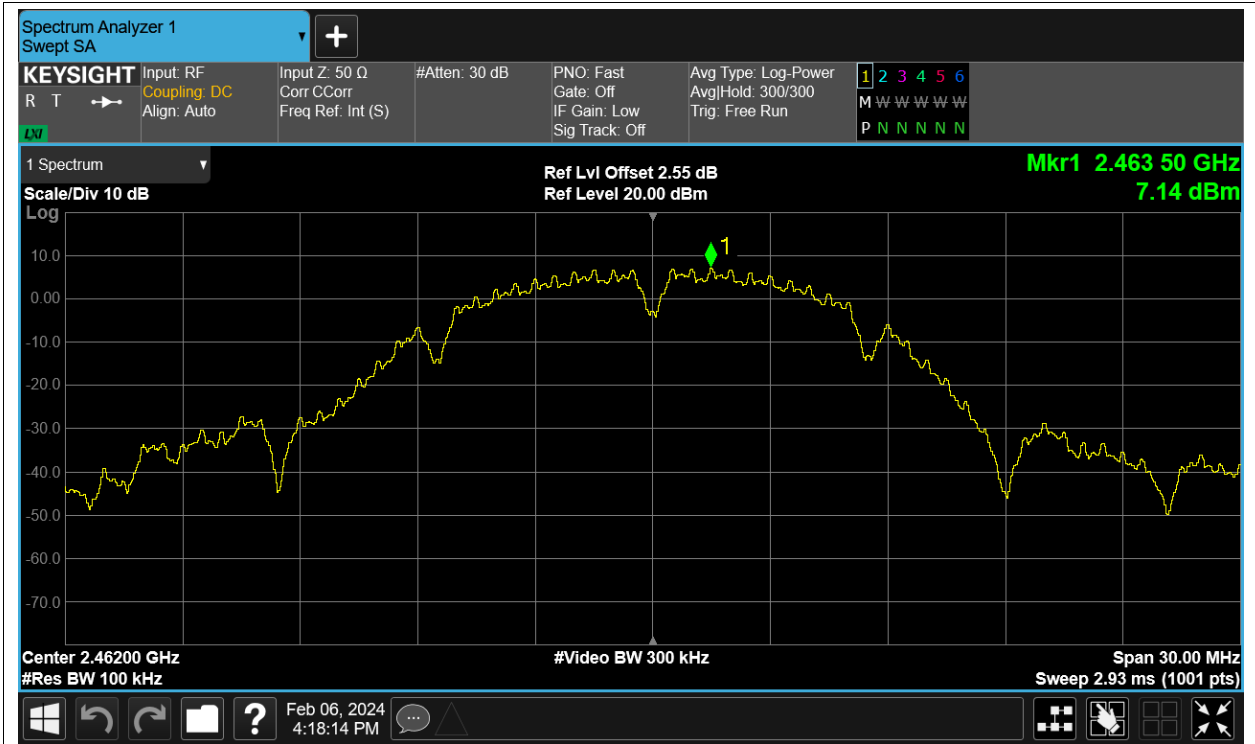 Spectrum Analyzer 1
Swept SA
KEYSIGHT
R T
LXI
Input: RF
Coupling: DC
Align: Auto
Input Z: 50 Ω
Corr CCorr
Freq Ref: Int (S)
#Atten: 30 dB
PNO: Fast
Gate: Off
IF Gain: Low
Sig Track: Off
Avg Type: Log-Power
Avg|Hold: 300/300
Trig: Free Run
1 2 3 4 5 6
M W W W W W
P N N N N N
1 Spectrum
Scale/Div 10 dB
Log
Ref Lvl Offset 2.55 dB
Ref Level 20.00 dBm
Mkr1 2.463 50 GHz
7.14 dBm
1
10.0
0.00
-10.0
-20.0
-30.0
-40.0
-50.0
-60.0
-70.0
Center 2.46200 GHz
#Res BW 100 kHz
#Video BW 300 kHz
Span 30.00 MHz
Sweep 2.93 ms (1001 pts)
?
Feb 06, 2024
4:18:14 PM